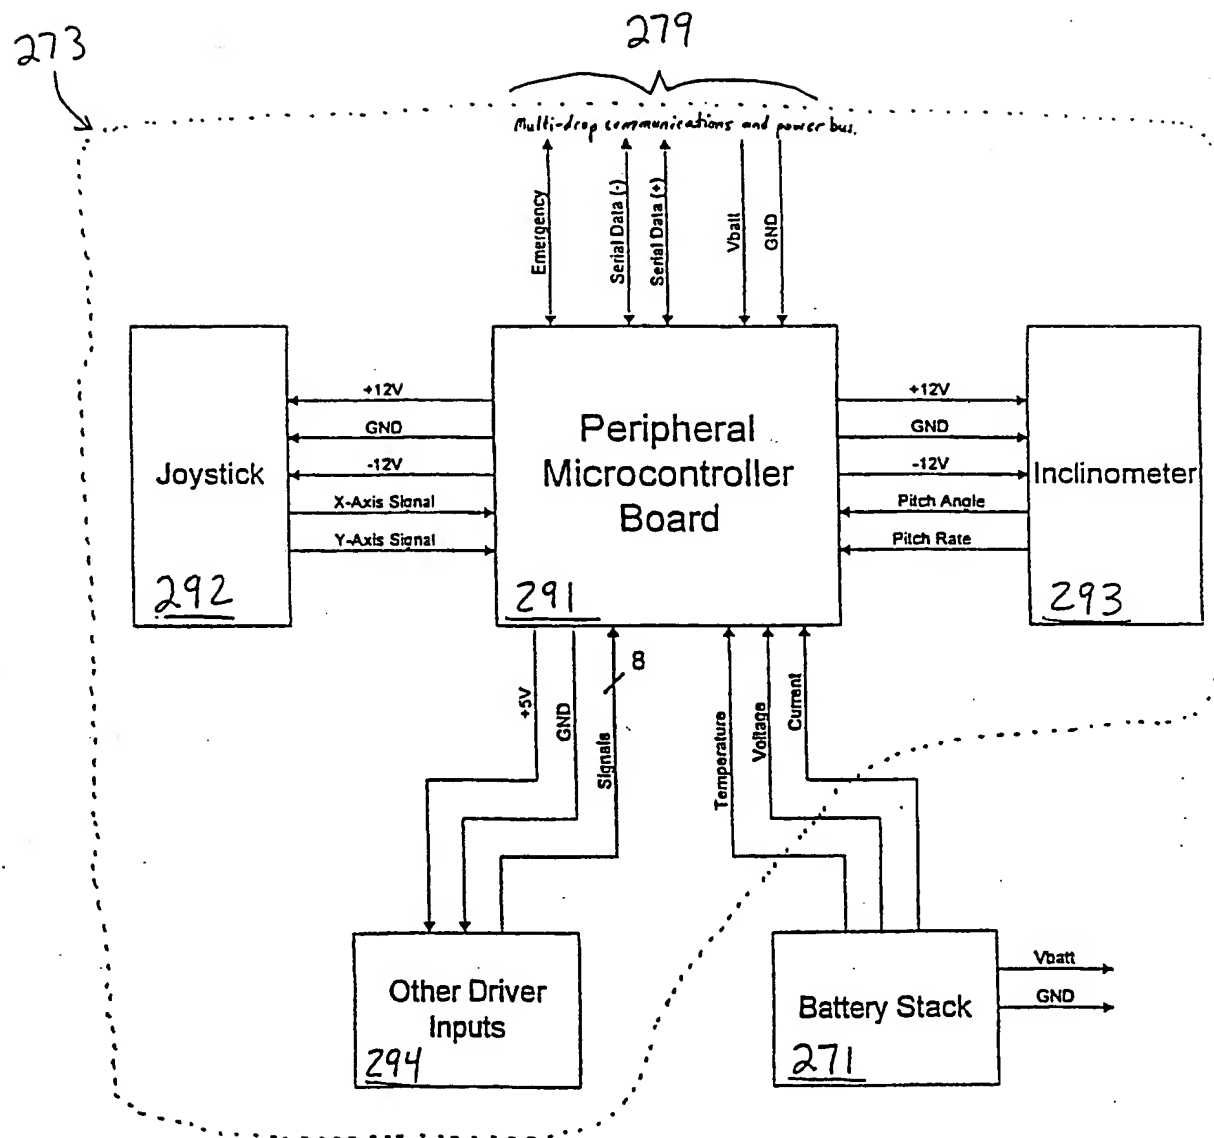 273
279
Multi-drop communications and power bus.
Emergency
Serial Data (-)
Serial Data (+)
Vbatt
GND
+12V
GND
-12V
X-Axis Signal
Y-Axis Signal
Joystick
292
Peripheral
Microcontroller
Board
291
+12V
GND
-12V
Pitch Angle
Pitch Rate
Inclinometer
293
+5V
GND
Signals
8
Temperature
Voltage
Current
Other Driver
Inputs
294
Battery Stack
271
Vbatt
GND